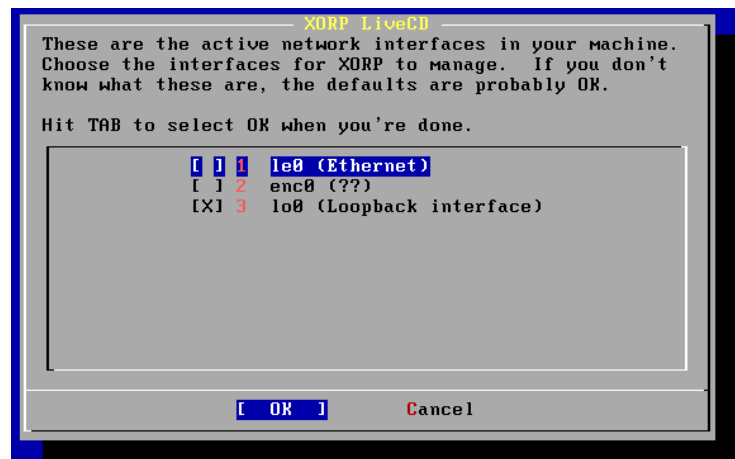 XORP LiveCD
These are the active network interfaces in your machine.
Choose the interfaces for XORP to manage.  If you don't
know what these are, the defaults are probably OK.
Hit TAB to select OK when you're done.
[ ] 1  le0 (Ethernet)
[ ] 2  enc0 (??)
[X] 3  lo0 (Loopback interface)
[  OK  ]  Cancel